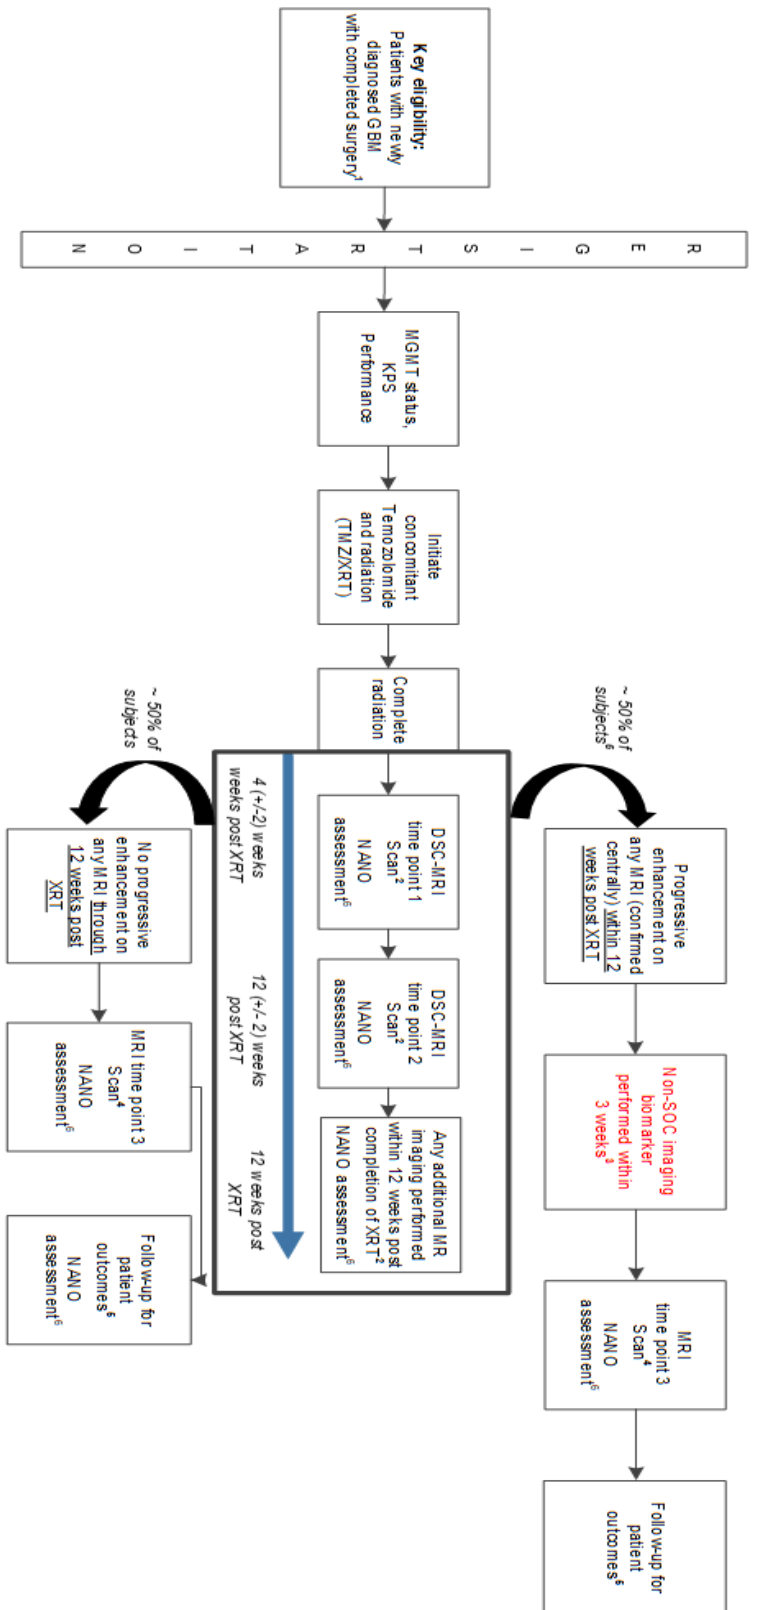 Key eligibility:
Patients with newly
diagnosed GBM
with completed surgery¹
R E G I S T R A T I O N
MGMT status,
KPS
Performance
Initiate
concomitant
Temozolomide
and radiation
(TMZ/XRT)
Complete
radiation
~ 50% of
subjects⁶
Progressive
enhancement on
any MRI (confirmed
centrally) within 12
weeks post XRT
Non-SOC imaging
biomarker
performed within
3 weeks³
MRI
time point 3
Scan⁴
NANO
assessment⁶
Follow-up for
patient
outcomes⁵
DSC-MRI
time point 1
Scan²
NANO
assessment⁶
DSC-MRI
time point 2
Scan²
NANO
assessment⁶
Any additional MR
imaging performed
within 12 weeks post
completion of XRT²
NANO assessment⁶
4 (+/-2) weeks
weeks post XRT
12 (+/- 2) weeks
post XRT
12 weeks post
XRT
~ 50% of
subjects
No progressive
enhancement on
any MRI through
12 weeks post
XRT
MRI time point 3
Scan⁴
NANO
assessment⁶
Follow-up for
patient
outcomes⁵
NANO
assessment⁶